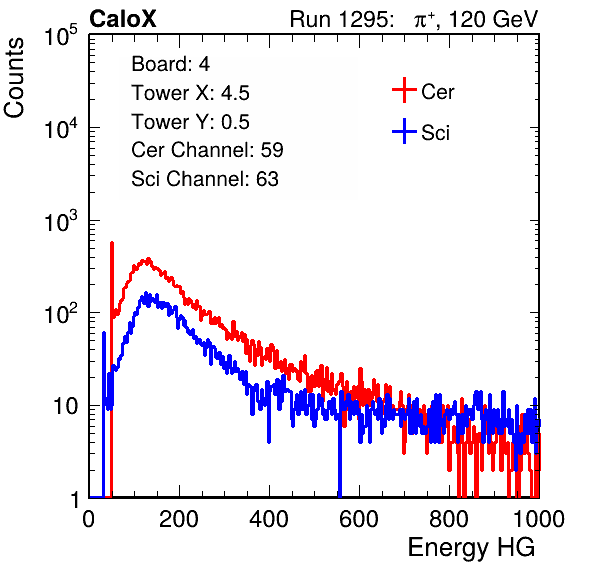 CaloX Run 1295: π⁺, 120 GeV
Board: 4
Tower X: 4.5
Tower Y: 0.5
Cer Channel: 59
Sci Channel: 63
Cer
Sci
Counts
10⁵
10⁴
10³
10²
10
1
0 200 400 600 800 1000
Energy HG